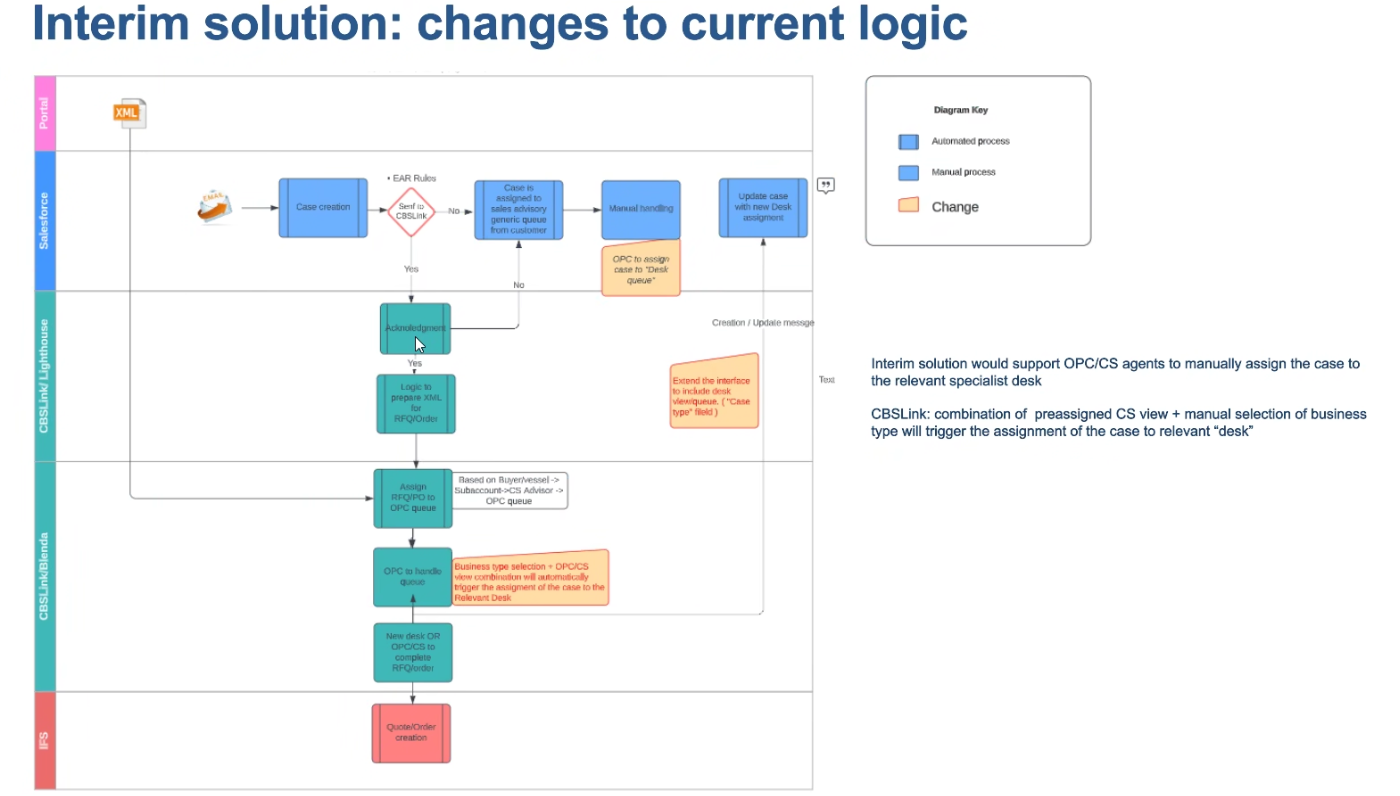 Interim solution: changes to current logic
Portal
XML
Salesforce
EMAIL
Case creation
• EAR Rules
Sent to
CBSLink
No
Case is
assigned to
sales advisory
generic queue
from customer
Manual handling
OPC to assign
case to "Desk
queue"
Update case
with new Desk
assigment
Yes
No
CBSLink/ Lighthouse
Acknoledgment
Yes
Logic to
prepare XML
for
RFQ/Order
Creation / Update messge
Extend the interface
to include desk
view/queue. ( "Case
type" fileld )
Text
CBSLink/Blenda
Assign
RFQ/PO to
OPC queue
Based on Buyer/vessel ->
Subaccount->CS Advisor ->
OPC queue
OPC to handle
queue
Business type selection + OPC/CS
view combination will automatically
trigger the assigment of the case to the
Relevant Desk
New desk OR
OPC/CS to
complete
RFQ/order
IFS
Quote/Order
creation
Diagram Key
Automated process
Manual process
Change
Interim solution would support OPC/CS agents to manually assign the case to
the relevant specialist desk
CBSLink: combination of preassigned CS view + manual selection of business
type will trigger the assignment of the case to relevant “desk”